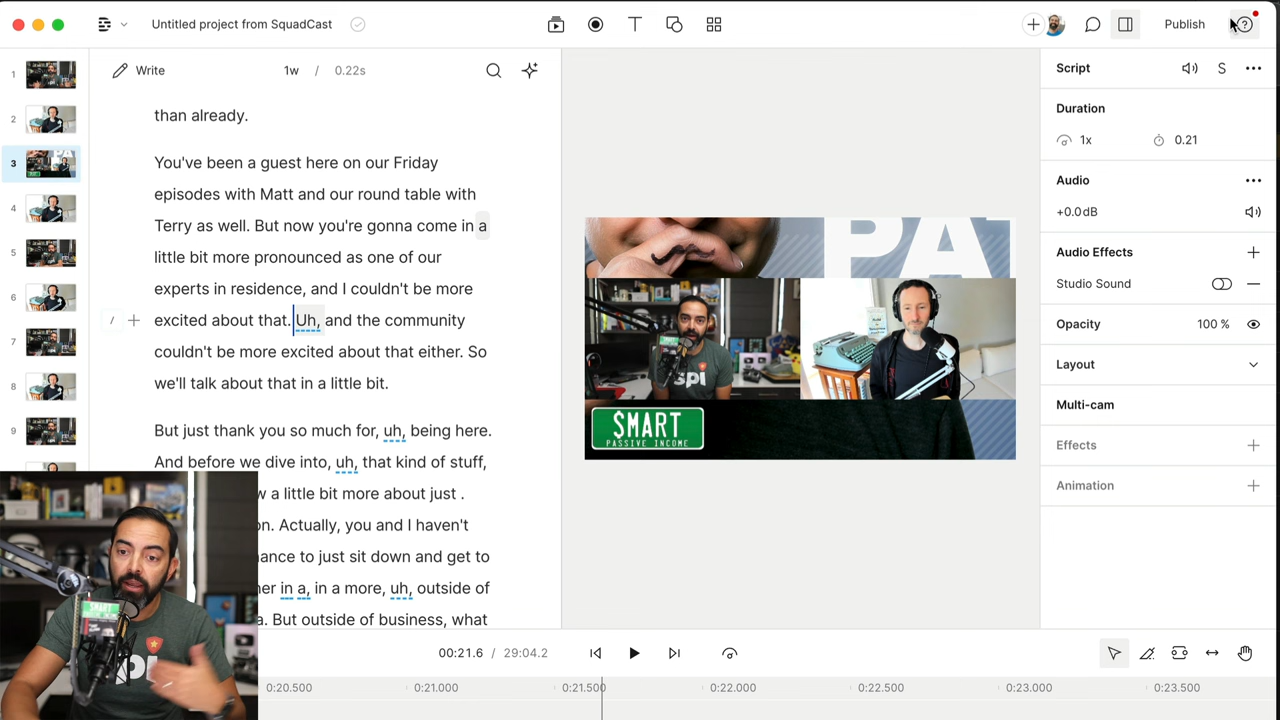 Untitled project from SquadCast
Publish
1
2
3
4
5
6
7
8
9
Write
1w / 0.22s
than already.
You've been a guest here on our Friday
episodes with Matt and our round table with
Terry as well. But now you're gonna come in a
little bit more pronounced as one of our
experts in residence, and I couldn't be more
excited about that. Uh, and the community
couldn't be more excited about that either. So
we'll talk about that in a little bit.
But just thank you so much for, uh, being here.
And before we dive into, uh, that kind of stuff,
w a little bit more about just .
on. Actually, you and I haven't
ance to just sit down and get to
er in a, in a more, uh, outside of
a. But outside of business, what
PA
$MART
PASSIVE INCOME
spi
Script
S
Duration
1x
0.21
Audio
+0.0dB
Audio Effects
Studio Sound
Opacity
100 %
Layout
Multi-cam
Effects
Animation
00:21.6 / 29:04.2
0:20.500
0:21.000
0:21.500
0:22.000
0:22.500
0:23.000
0:23.500
SMART
spi